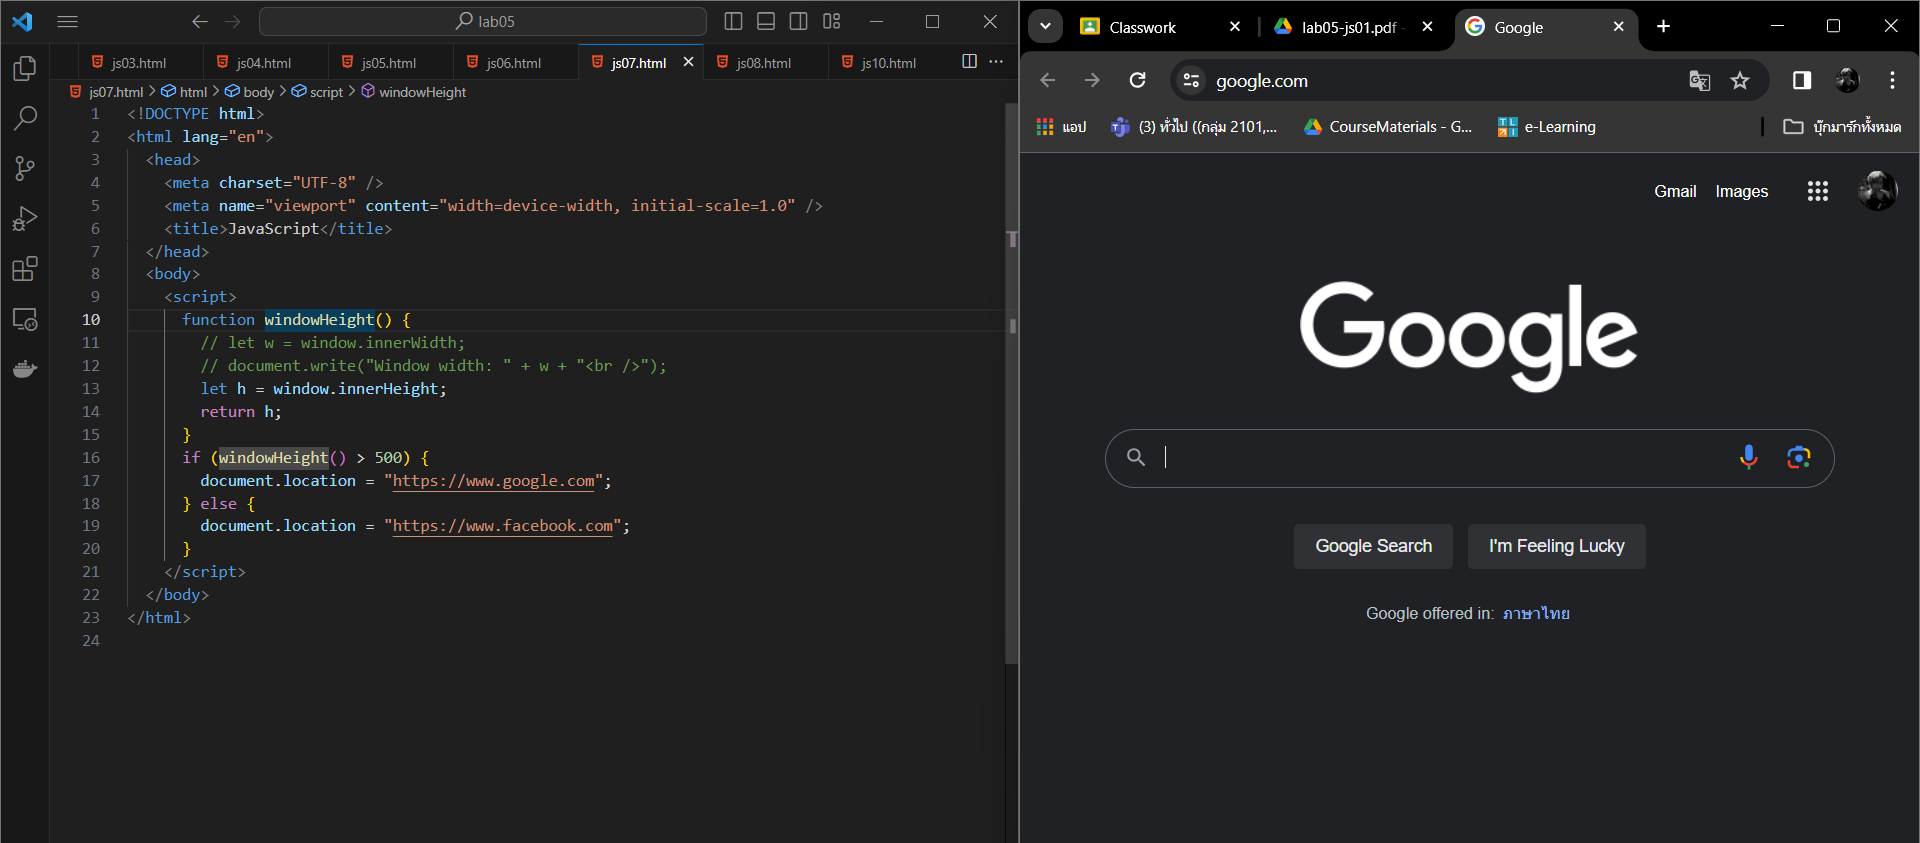 lab05
js03.html js04.html js05.html js06.html js07.html js08.html js10.html
js07.html > html > body > script > windowHeight
1 <!DOCTYPE html>
2 <html lang="en">
3 <head>
4 <meta charset="UTF-8" />
5 <meta name="viewport" content="width=device-width, initial-scale=1.0" />
6 <title>JavaScript</title>
7 </head>
8 <body>
9 <script>
10 function windowHeight() {
11 // let w = window.innerWidth;
12 // document.write("Window width: " + w + "<br />");
13 let h = window.innerHeight;
14 return h;
15 }
16 if (windowHeight() > 500) {
17 document.location = "https://www.google.com";
18 } else {
19 document.location = "https://www.facebook.com";
20 }
21 </script>
22 </body>
23 </html>
24
Classwork lab05-js01.pdf - Google
google.com
แอป (3) ทั่วไป ((กลุ่ม 2101,... CourseMaterials - G... e-Learning บุ๊กมาร์กทั้งหมด
Gmail Images
Google
Google Search I'm Feeling Lucky
Google offered in: ภาษาไทย